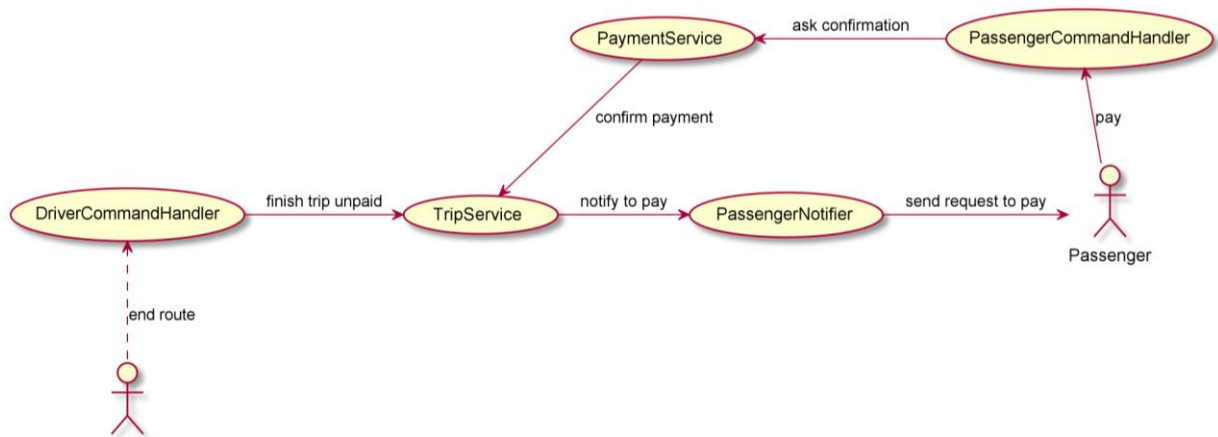 ask confirmation
PaymentService
PassengerCommandHandler
confirm payment
pay
finish trip unpaid
notify to pay
send request to pay
DriverCommandHandler
TripService
PassengerNotifier
Passenger
end route